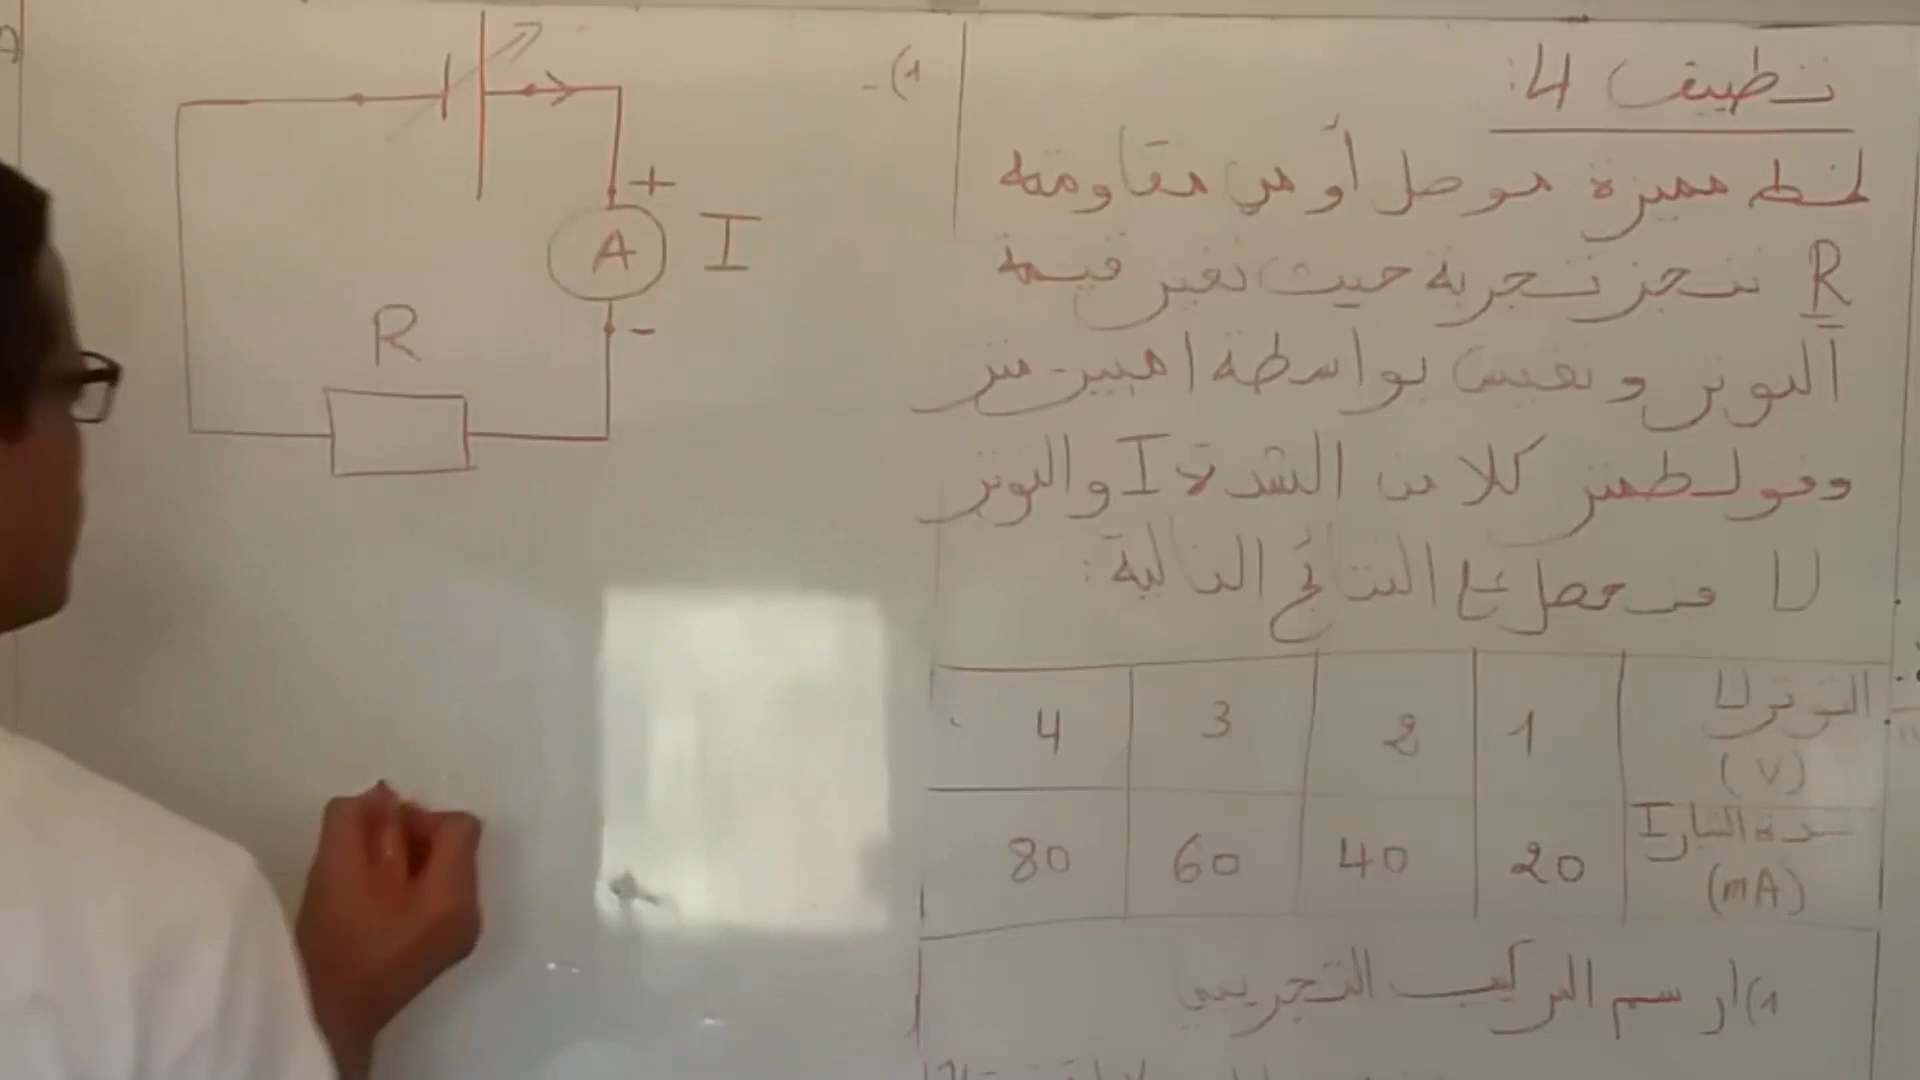 تطبيق 4:
لخط مميزة موصل أومي مقاومته
R ننجز تجربة حيث نغير قيمة
التوتر ونقيس بواسطة امبيرمتر
وفولطمتر كلا من الشدة I والتوتر
U فنحصل على النتائج التالية:
التوتر U (V) 1 2 3 4
شدة التيار I (mA) 20 40 60 80
1) ارسم التركيب التجريبي
1) -
+
A I
-
R